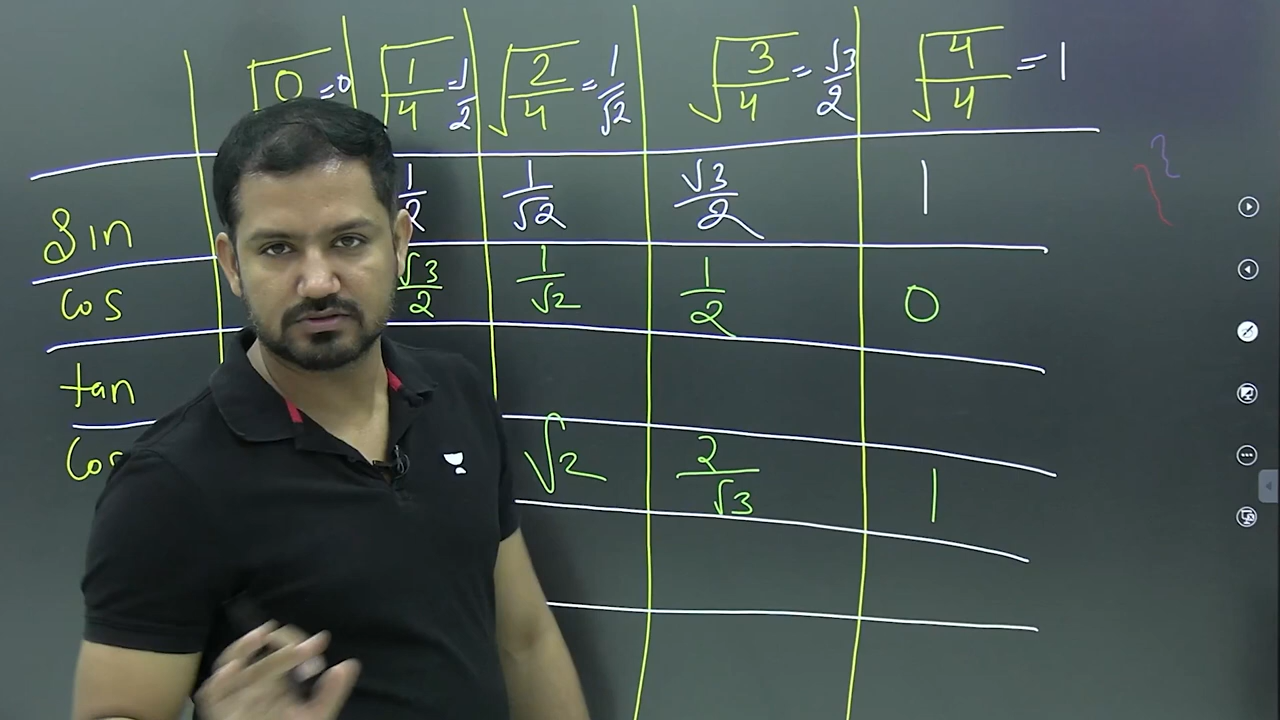 √0 =0 √1/4 =1/2 √2/4 = 1/√2 √3/4 = √3/2 √4/4 = 1
Sin 1/2 1/√2 √3/2 1
Cos √3/2 1/√2 1/2 0
tan
Cos √2 2/√3 1